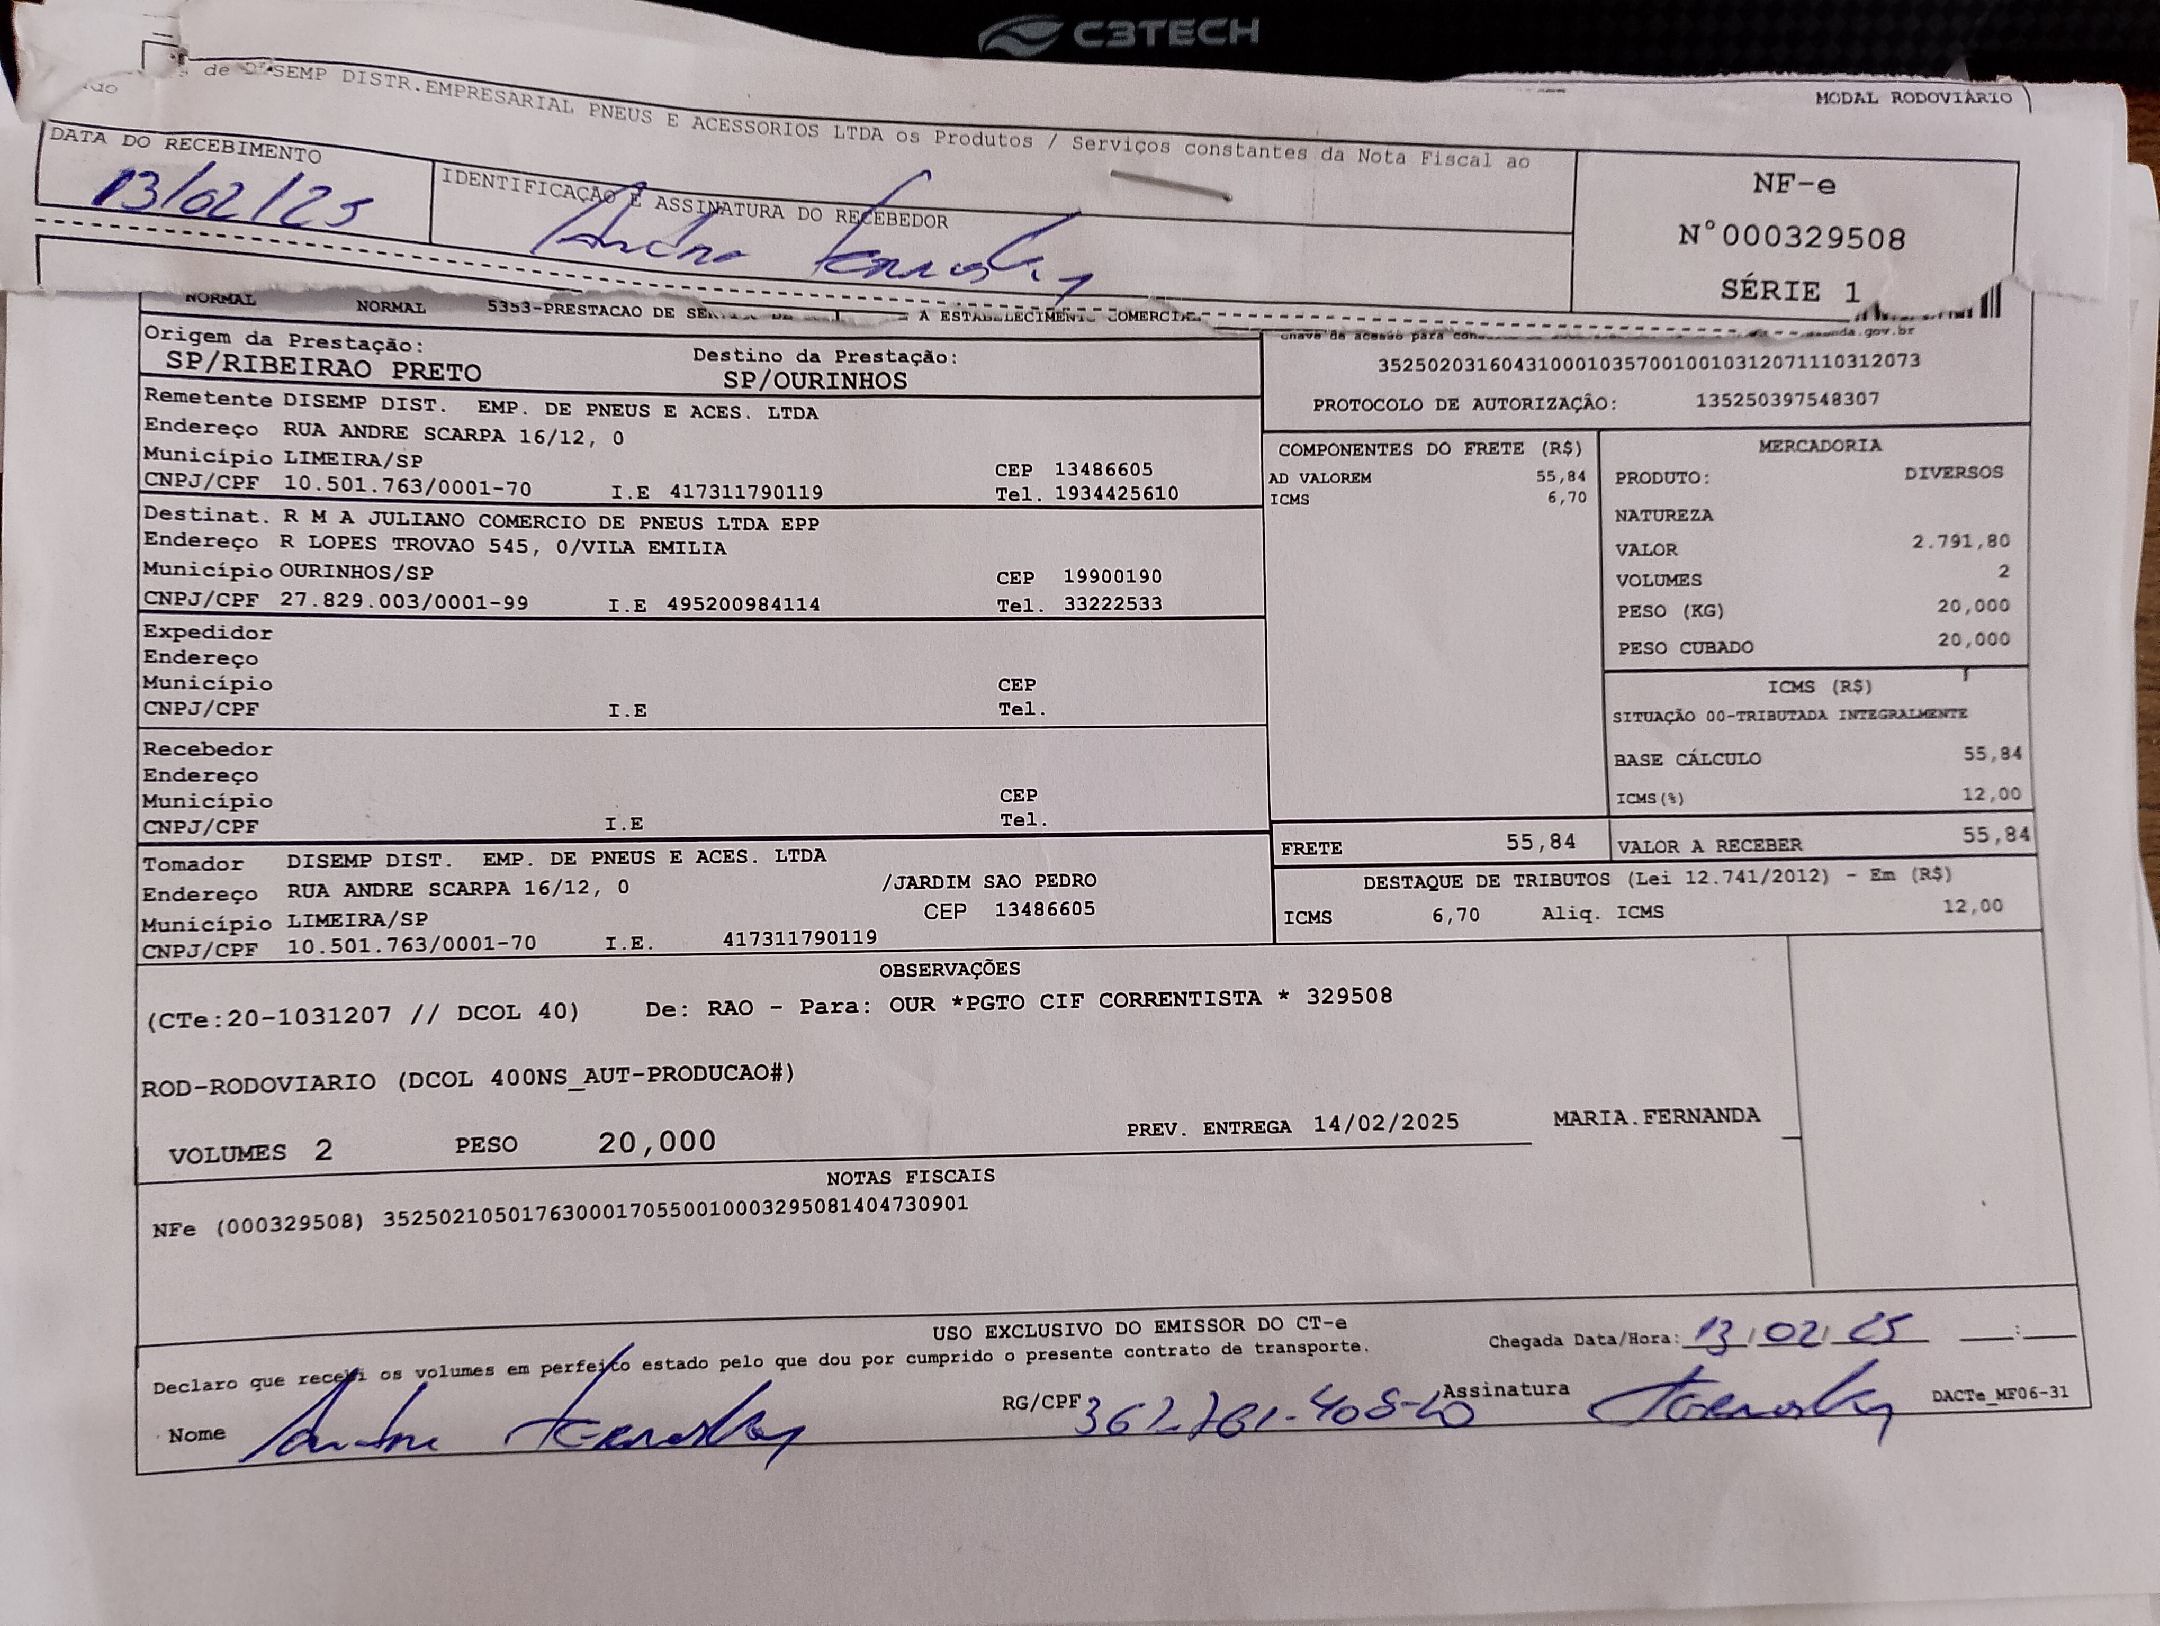 C3TECH
de DISEMP DISTR.EMPRESARIAL PNEUS E ACESSORIOS LTDA os Produtos / Serviços constantes da Nota Fiscal ao
MODAL RODOVIÁRIO
DATA DO RECEBIMENTO
13/02/25
IDENTIFICAÇÃO E ASSINATURA DO RECEBEDOR
NF-e
Nº000329508
SÉRIE 1
NORMAL NORMAL 5353-PRESTACAO DE A ESTABELECIMENTO COMERCIAL
Origem da Prestação: Destino da Prestação:
SP/RIBEIRAO PRETO SP/OURINHOS
Chave de acesso para
35250203160431000103570010010312071110312073
PROTOCOLO DE AUTORIZAÇÂO: 135250397548307
Remetente DISEMP DIST. EMP. DE PNEUS E ACES. LTDA
Endereço RUA ANDRE SCARPA 16/12, 0
Município LIMEIRA/SP CEP 13486605
CNPJ/CPF 10.501.763/0001-70 I.E 417311790119 Tel. 1934425610
Destinat. R M A JULIANO COMERCIO DE PNEUS LTDA EPP
Endereço R LOPES TROVAO 545, 0/VILA EMILIA
Município OURINHOS/SP CEP 19900190
CNPJ/CPF 27.829.003/0001-99 I.E 495200984114 Tel. 33222533
Expedidor
Endereço
Município CEP
CNPJ/CPF I.E Tel.
Recebedor
Endereço
Município CEP
CNPJ/CPF I.E Tel.
Tomador DISEMP DIST. EMP. DE PNEUS E ACES. LTDA
Endereço RUA ANDRE SCARPA 16/12, 0 /JARDIM SAO PEDRO
Município LIMEIRA/SP CEP 13486605
CNPJ/CPF 10.501.763/0001-70 I.E. 417311790119
COMPONENTES DO FRETE (R$)
AD VALOREM 55,84
ICMS 6,70
MERCADORIA
PRODUTO: DIVERSOS
NATUREZA
VALOR 2.791,80
VOLUMES 2
PESO (KG) 20,000
PESO CUBADO 20,000
ICMS (R$)
SITUAÇÃO 00-TRIBUTADA INTEGRALMENTE
BASE CÁLCULO 55,84
ICMS(%) 12,00
FRETE 55,84 VALOR A RECEBER 55,84
DESTAQUE DE TRIBUTOS (Lei 12.741/2012) - Em (R$)
ICMS 6,70 Aliq. ICMS 12,00
OBSERVAÇÕES
(CTe:20-1031207 // DCOL 40) De: RAO - Para: OUR *PGTO CIF CORRENTISTA * 329508
ROD-RODOVIARIO (DCOL 400NS_AUT-PRODUCAO#)
VOLUMES 2 PESO 20,000 PREV. ENTREGA 14/02/2025 MARIA.FERNANDA
NOTAS FISCAIS
NFe (000329508) 35250210501763000170550010003295081404730901
USO EXCLUSIVO DO EMISSOR DO CT-e
Declaro que recebi os volumes em perfeito estado pelo que dou por cumprido o presente contrato de transporte.
Chegada Data/Hora: 13/02/25 __:__
Nome RG/CPF Assinatura DACTe_MF06-31